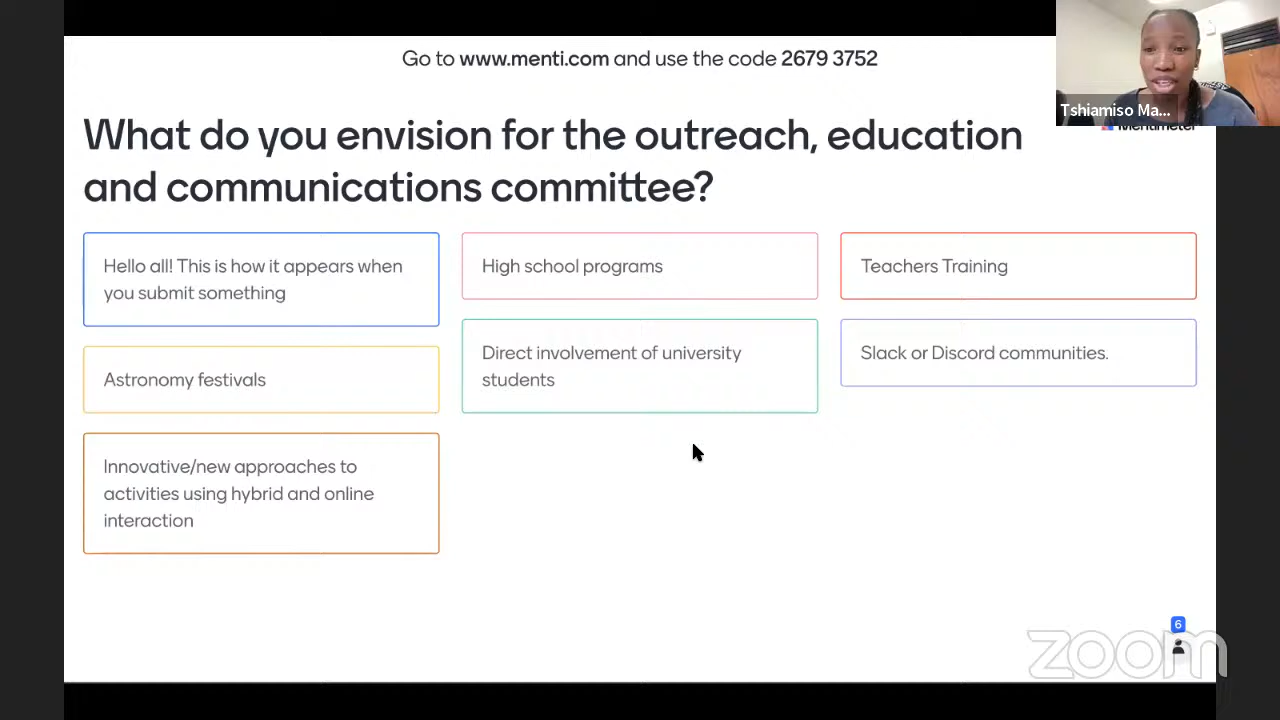 Go to www.menti.com and use the code 2679 3752
Tshiamiso Ma...
Mentimeter
What do you envision for the outreach, education
and communications committee?
Hello all! This is how it appears when
you submit something
High school programs
Teachers Training
Astronomy festivals
Direct involvement of university
students
Slack or Discord communities.
Innovative/new approaches to
activities using hybrid and online
interaction
6
zoom